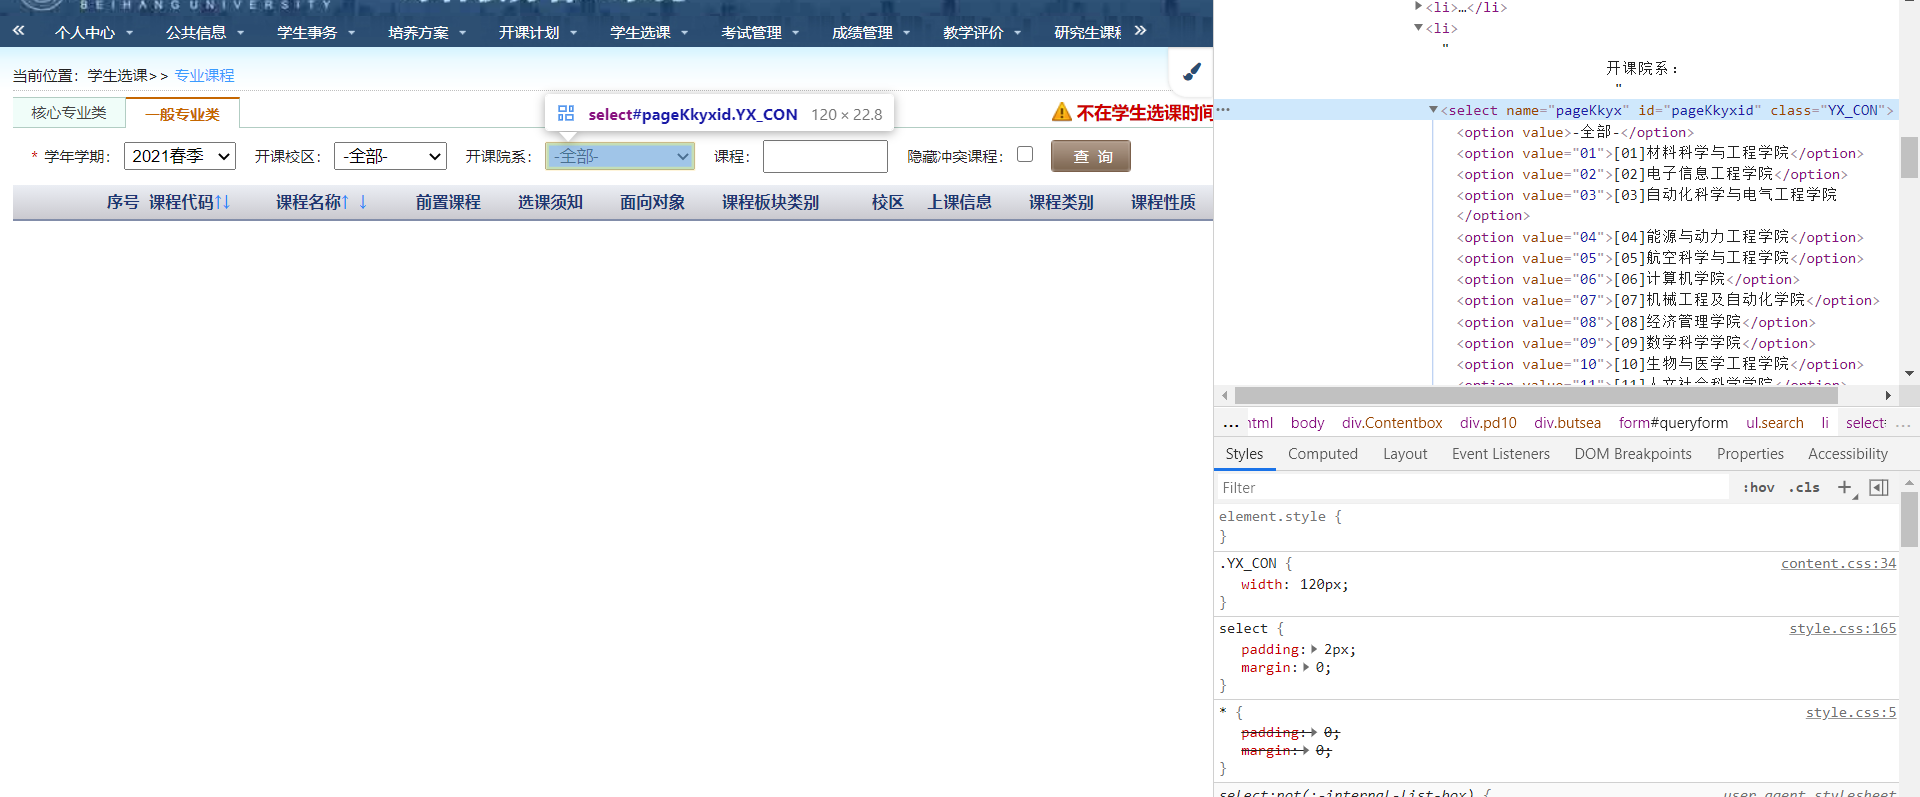 BEIHANG UNIVERSITY
« 个人中心 公共信息 学生事务 培养方案 开课计划 学生选课 考试管理 成绩管理 教学评价 研究生课程 »
当前位置：学生选课>> 专业课程
核心专业类 一般专业类 select#pageKkyxid.YX_CON 120 × 22.8 不在学生选课时间
* 学年学期： 2021春季 开课校区： -全部- 开课院系： -全部- 课程： 隐藏冲突课程： 查 询
序号 课程代码↑↓ 课程名称↑ ↓ 前置课程 选课须知 面向对象 课程板块类别 校区 上课信息 课程类别 课程性质
<li>…</li>
<li>
"
开课院系：
"
… <select name="pageKkyx" id="pageKkyxid" class="YX_CON">
<option value>-全部-</option>
<option value="01">[01]材料科学与工程学院</option>
<option value="02">[02]电子信息工程学院</option>
<option value="03">[03]自动化科学与电气工程学院
</option>
<option value="04">[04]能源与动力工程学院</option>
<option value="05">[05]航空科学与工程学院</option>
<option value="06">[06]计算机学院</option>
<option value="07">[07]机械工程及自动化学院</option>
<option value="08">[08]经济管理学院</option>
<option value="09">[09]数学科学学院</option>
<option value="10">[10]生物与医学工程学院</option>
<option value="11">[11]人文社会科学学院</option>
… html body div.Contentbox div.pd10 div.butsea form#queryform ul.search li select# …
Styles Computed Layout Event Listeners DOM Breakpoints Properties Accessibility
Filter :hov .cls +
element.style {
}
.YX_CON { content.css:34
width: 120px;
}
select { style.css:165
padding: 2px;
margin: 0;
}
* { style.css:5
padding: 0;
margin: 0;
}
select:not(:-internal-list-box) { user agent stylesheet